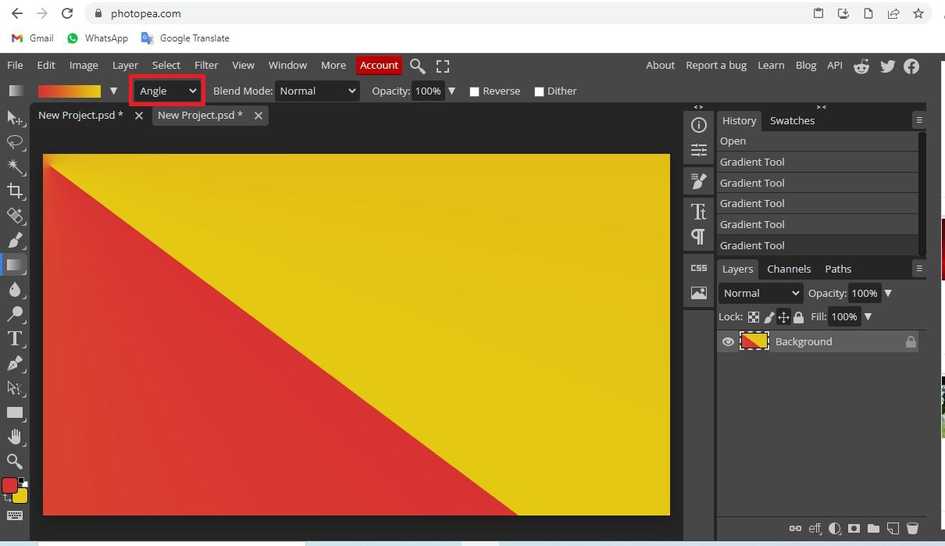 photopea.com
Gmail WhatsApp Google Translate
File Edit Image Layer Select Filter View Window More Account About Report a bug Learn Blog API
Angle Blend Mode: Normal Opacity: 100% Reverse Dither
New Project.psd * New Project.psd *
History Swatches
Open
Gradient Tool
Gradient Tool
Gradient Tool
Gradient Tool
Gradient Tool
Layers Channels Paths
Normal Opacity: 100%
Lock: Fill: 100%
Background
CSS
eff